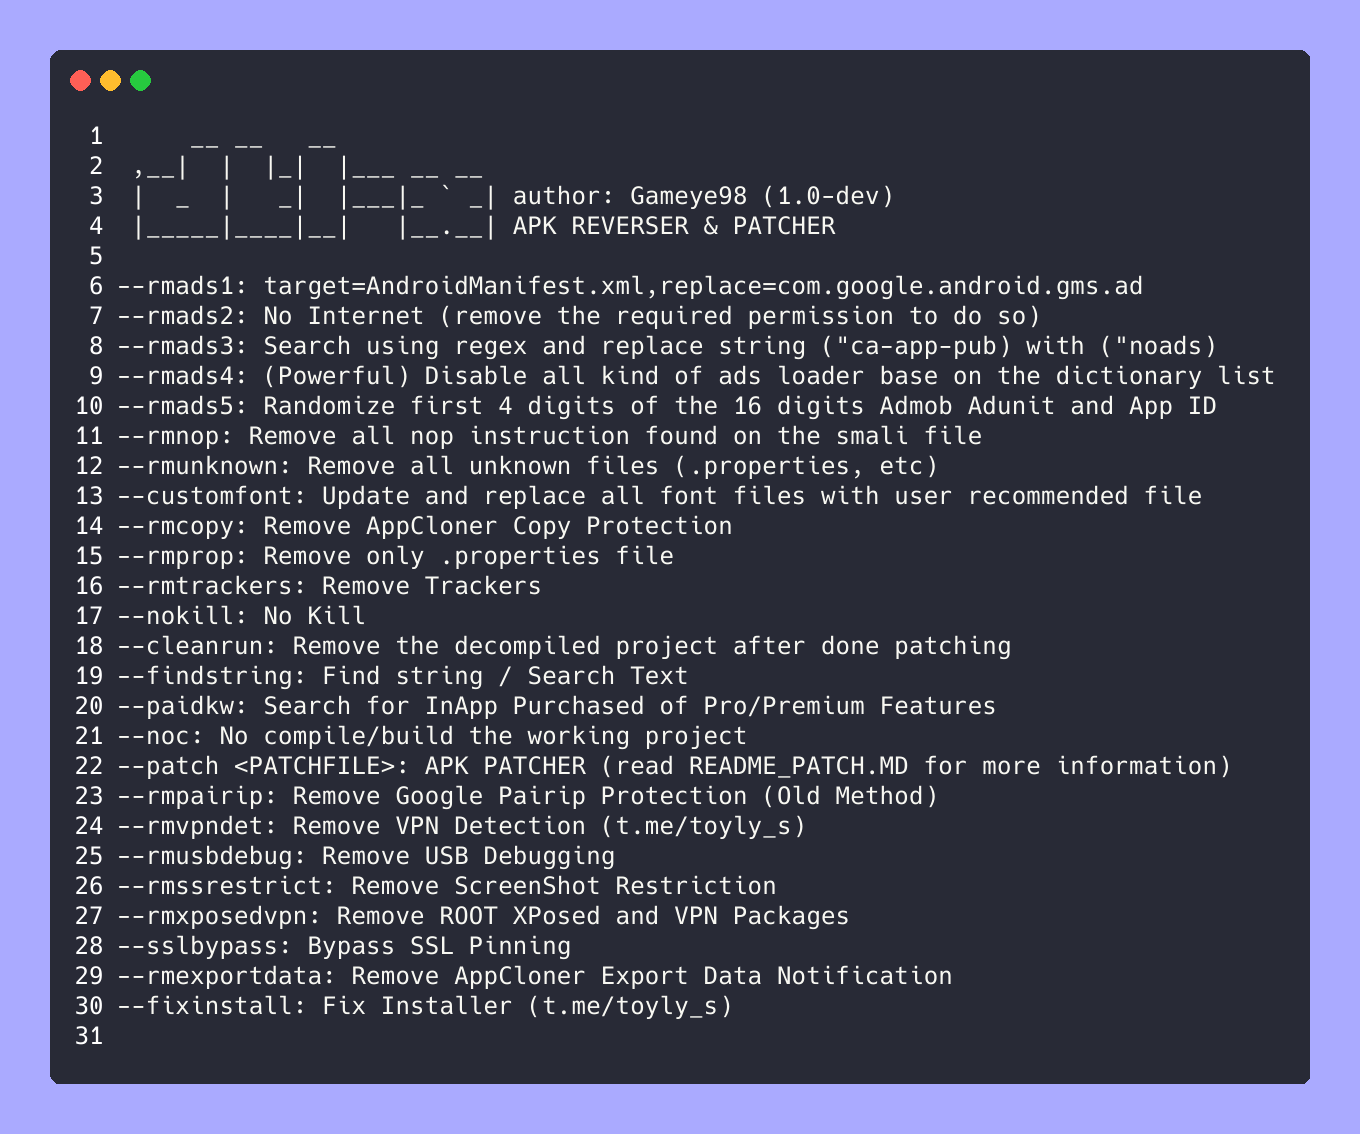 1      __ __   __
2  ,__|  |  |_|  |___ __ __
3  |  _  |   _|  |___|_ ` _| author: Gameye98 (1.0-dev)
4  |_____|____|__|   |__.__| APK REVERSER & PATCHER
5
6 --rmads1: target=AndroidManifest.xml,replace=com.google.android.gms.ad
7 --rmads2: No Internet (remove the required permission to do so)
8 --rmads3: Search using regex and replace string ("ca-app-pub) with ("noads)
9 --rmads4: (Powerful) Disable all kind of ads loader base on the dictionary list
10 --rmads5: Randomize first 4 digits of the 16 digits Admob Adunit and App ID
11 --rmnop: Remove all nop instruction found on the smali file
12 --rmunknown: Remove all unknown files (.properties, etc)
13 --customfont: Update and replace all font files with user recommended file
14 --rmcopy: Remove AppCloner Copy Protection
15 --rmprop: Remove only .properties file
16 --rmtrackers: Remove Trackers
17 --nokill: No Kill
18 --cleanrun: Remove the decompiled project after done patching
19 --findstring: Find string / Search Text
20 --paidkw: Search for InApp Purchased of Pro/Premium Features
21 --noc: No compile/build the working project
22 --patch <PATCHFILE>: APK PATCHER (read README_PATCH.MD for more information)
23 --rmpairip: Remove Google Pairip Protection (Old Method)
24 --rmvpndet: Remove VPN Detection (t.me/toyly_s)
25 --rmusbdebug: Remove USB Debugging
26 --rmssrestrict: Remove ScreenShot Restriction
27 --rmxposedvpn: Remove ROOT XPosed and VPN Packages
28 --sslbypass: Bypass SSL Pinning
29 --rmexportdata: Remove AppCloner Export Data Notification
30 --fixinstall: Fix Installer (t.me/toyly_s)
31